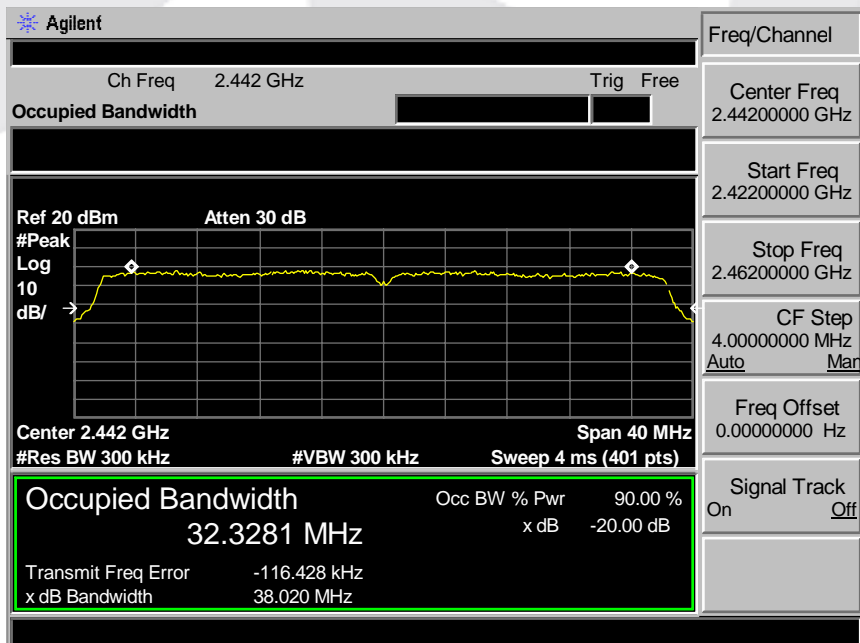 Agilent
Freq/Channel
Ch Freq 2.442 GHz Trig Free
Occupied Bandwidth
Center Freq
2.44200000 GHz
Start Freq
2.42200000 GHz
Stop Freq
2.46200000 GHz
CF Step
4.00000000 MHz
Auto Man
Freq Offset
0.00000000 Hz
Signal Track
On Off
Ref 20 dBm Atten 30 dB
#Peak
Log
10
dB/
Center 2.442 GHz Span 40 MHz
#Res BW 300 kHz #VBW 300 kHz Sweep 4 ms (401 pts)
Occupied Bandwidth Occ BW % Pwr 90.00 %
32.3281 MHz x dB -20.00 dB
Transmit Freq Error -116.428 kHz
x dB Bandwidth 38.020 MHz